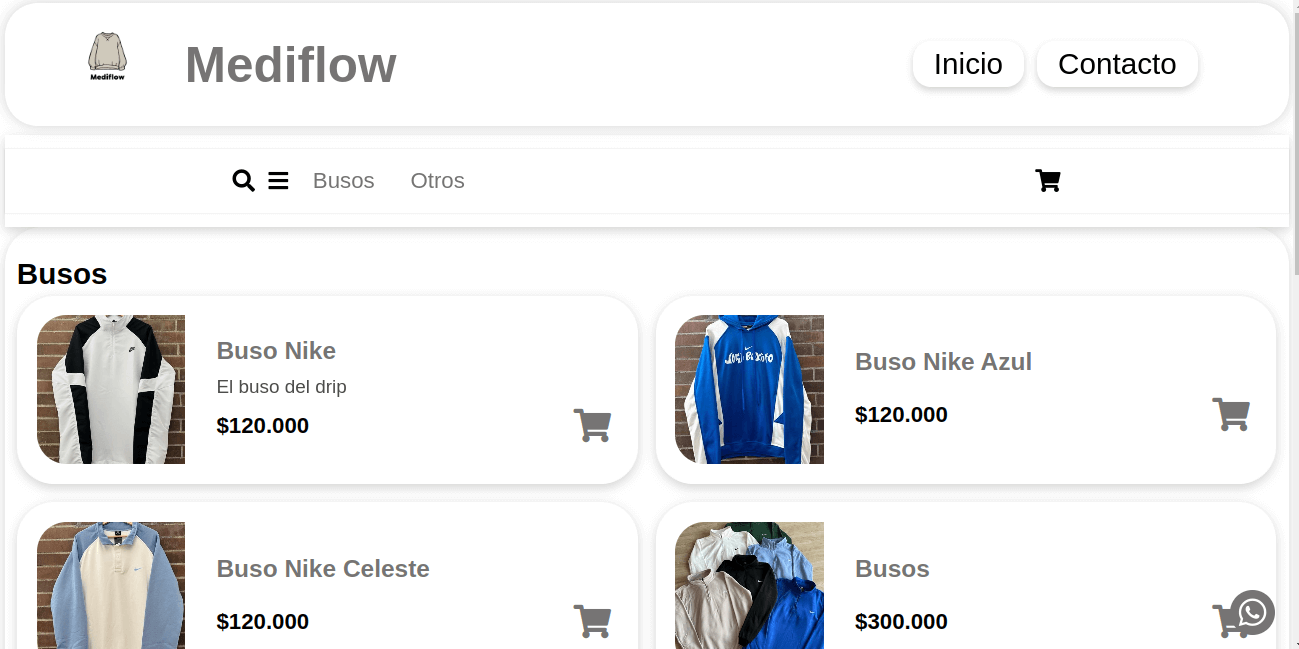 Mediflow
Mediflow
Inicio
Contacto
Busos
Otros
Busos
Buso Nike
El buso del drip
$120.000
Buso Nike Azul
$120.000
Buso Nike Celeste
$120.000
Busos
$300.000